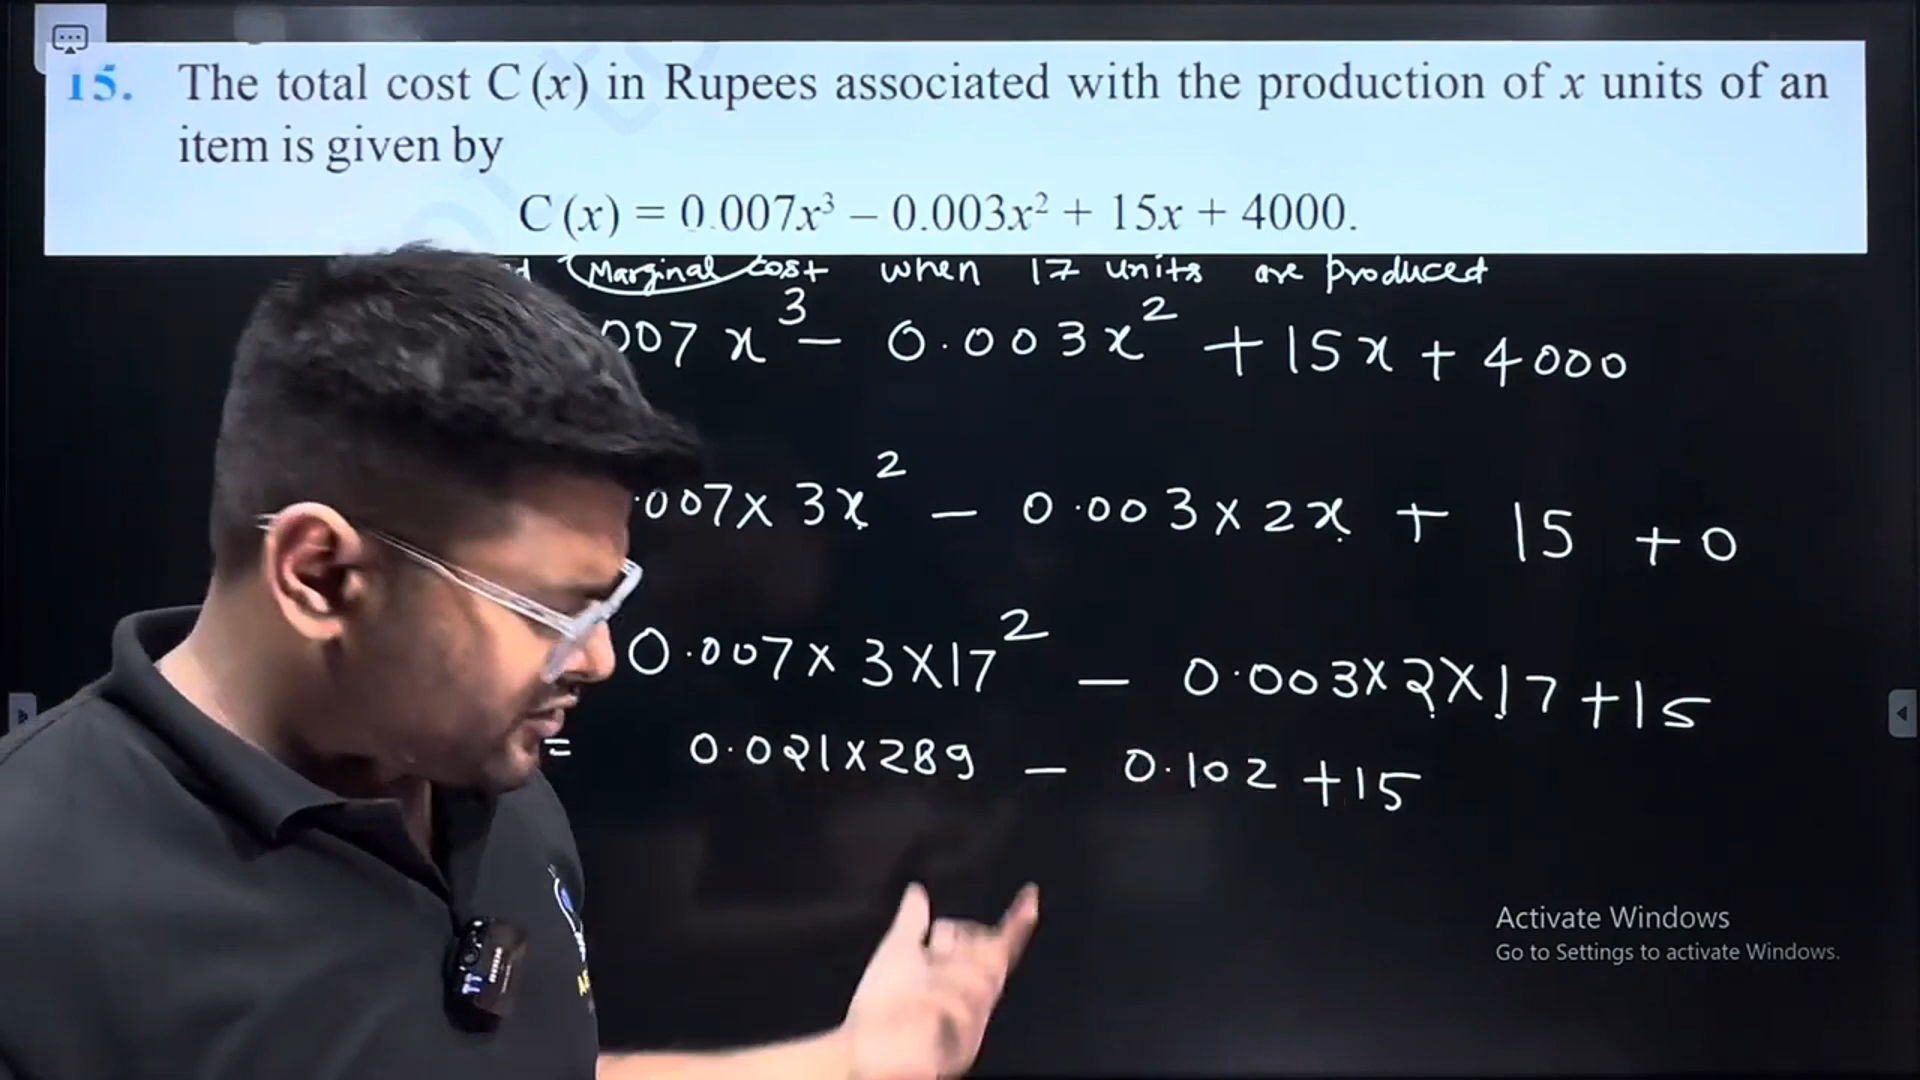 15. The total cost C (x) in Rupees associated with the production of x units of an
item is given by
C (x) = 0.007x³ – 0.003x² + 15x + 4000.
Marginal cost when 17 units are produced
007 x³ – 0.003x² + 15x + 4000
.007 x 3x² – 0.003 x 2x + 15 + 0
0.007 x 3 x 17² – 0.003 x 2 x 17 + 15
= 0.021 x 289 – 0.102 + 15
Activate Windows
Go to Settings to activate Windows.